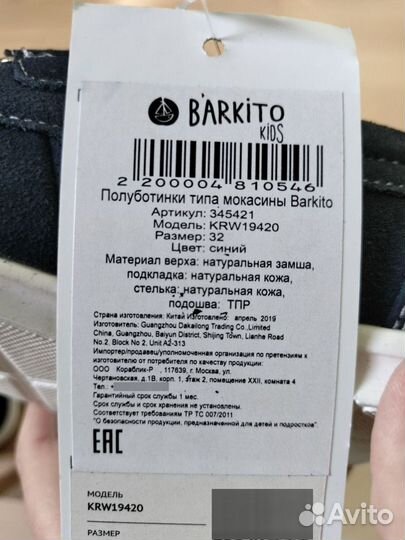 BARKITO
KIDS
2 200004 810546
Полуботинки типа мокасины Barkito
Артикул: 345421
Модель: KRW19420
Размер: 32
Цвет: синий
Материал верха: натуральная замша,
подкладка: натуральная кожа,
стелька: натуральная кожа,
подошва: ТПР
Страна изготовления: Китай Изготовлено: апрель 2019
Изготовитель: Guangzhou Dakailong Trading Co.,Limited
China, Guangzhou, Baiyun District, Shijing Town, Lianhe Road
No.2, Block No 2, Unit A2-313
Импортер/продавец/уполномоченная организация по претензиям к
изготовителю от потребителя/покупателя:
ООО Кораблик-Р , 117639, г. Москва, ул.
Чертановская, д.1В, корп. 1, этаж 2, помещение XXII, комната 4
Тел.:
Гарантийный срок службы 1 мес.
Срок службы и срок хранения не установлены.
Соответствует требованиям ТР ТС 007/2011
"О безопасности продукции, предназначенной для детей и подростков".
ЕАС
МОДЕЛЬ
KRW19420
РАЗМЕР
Avito